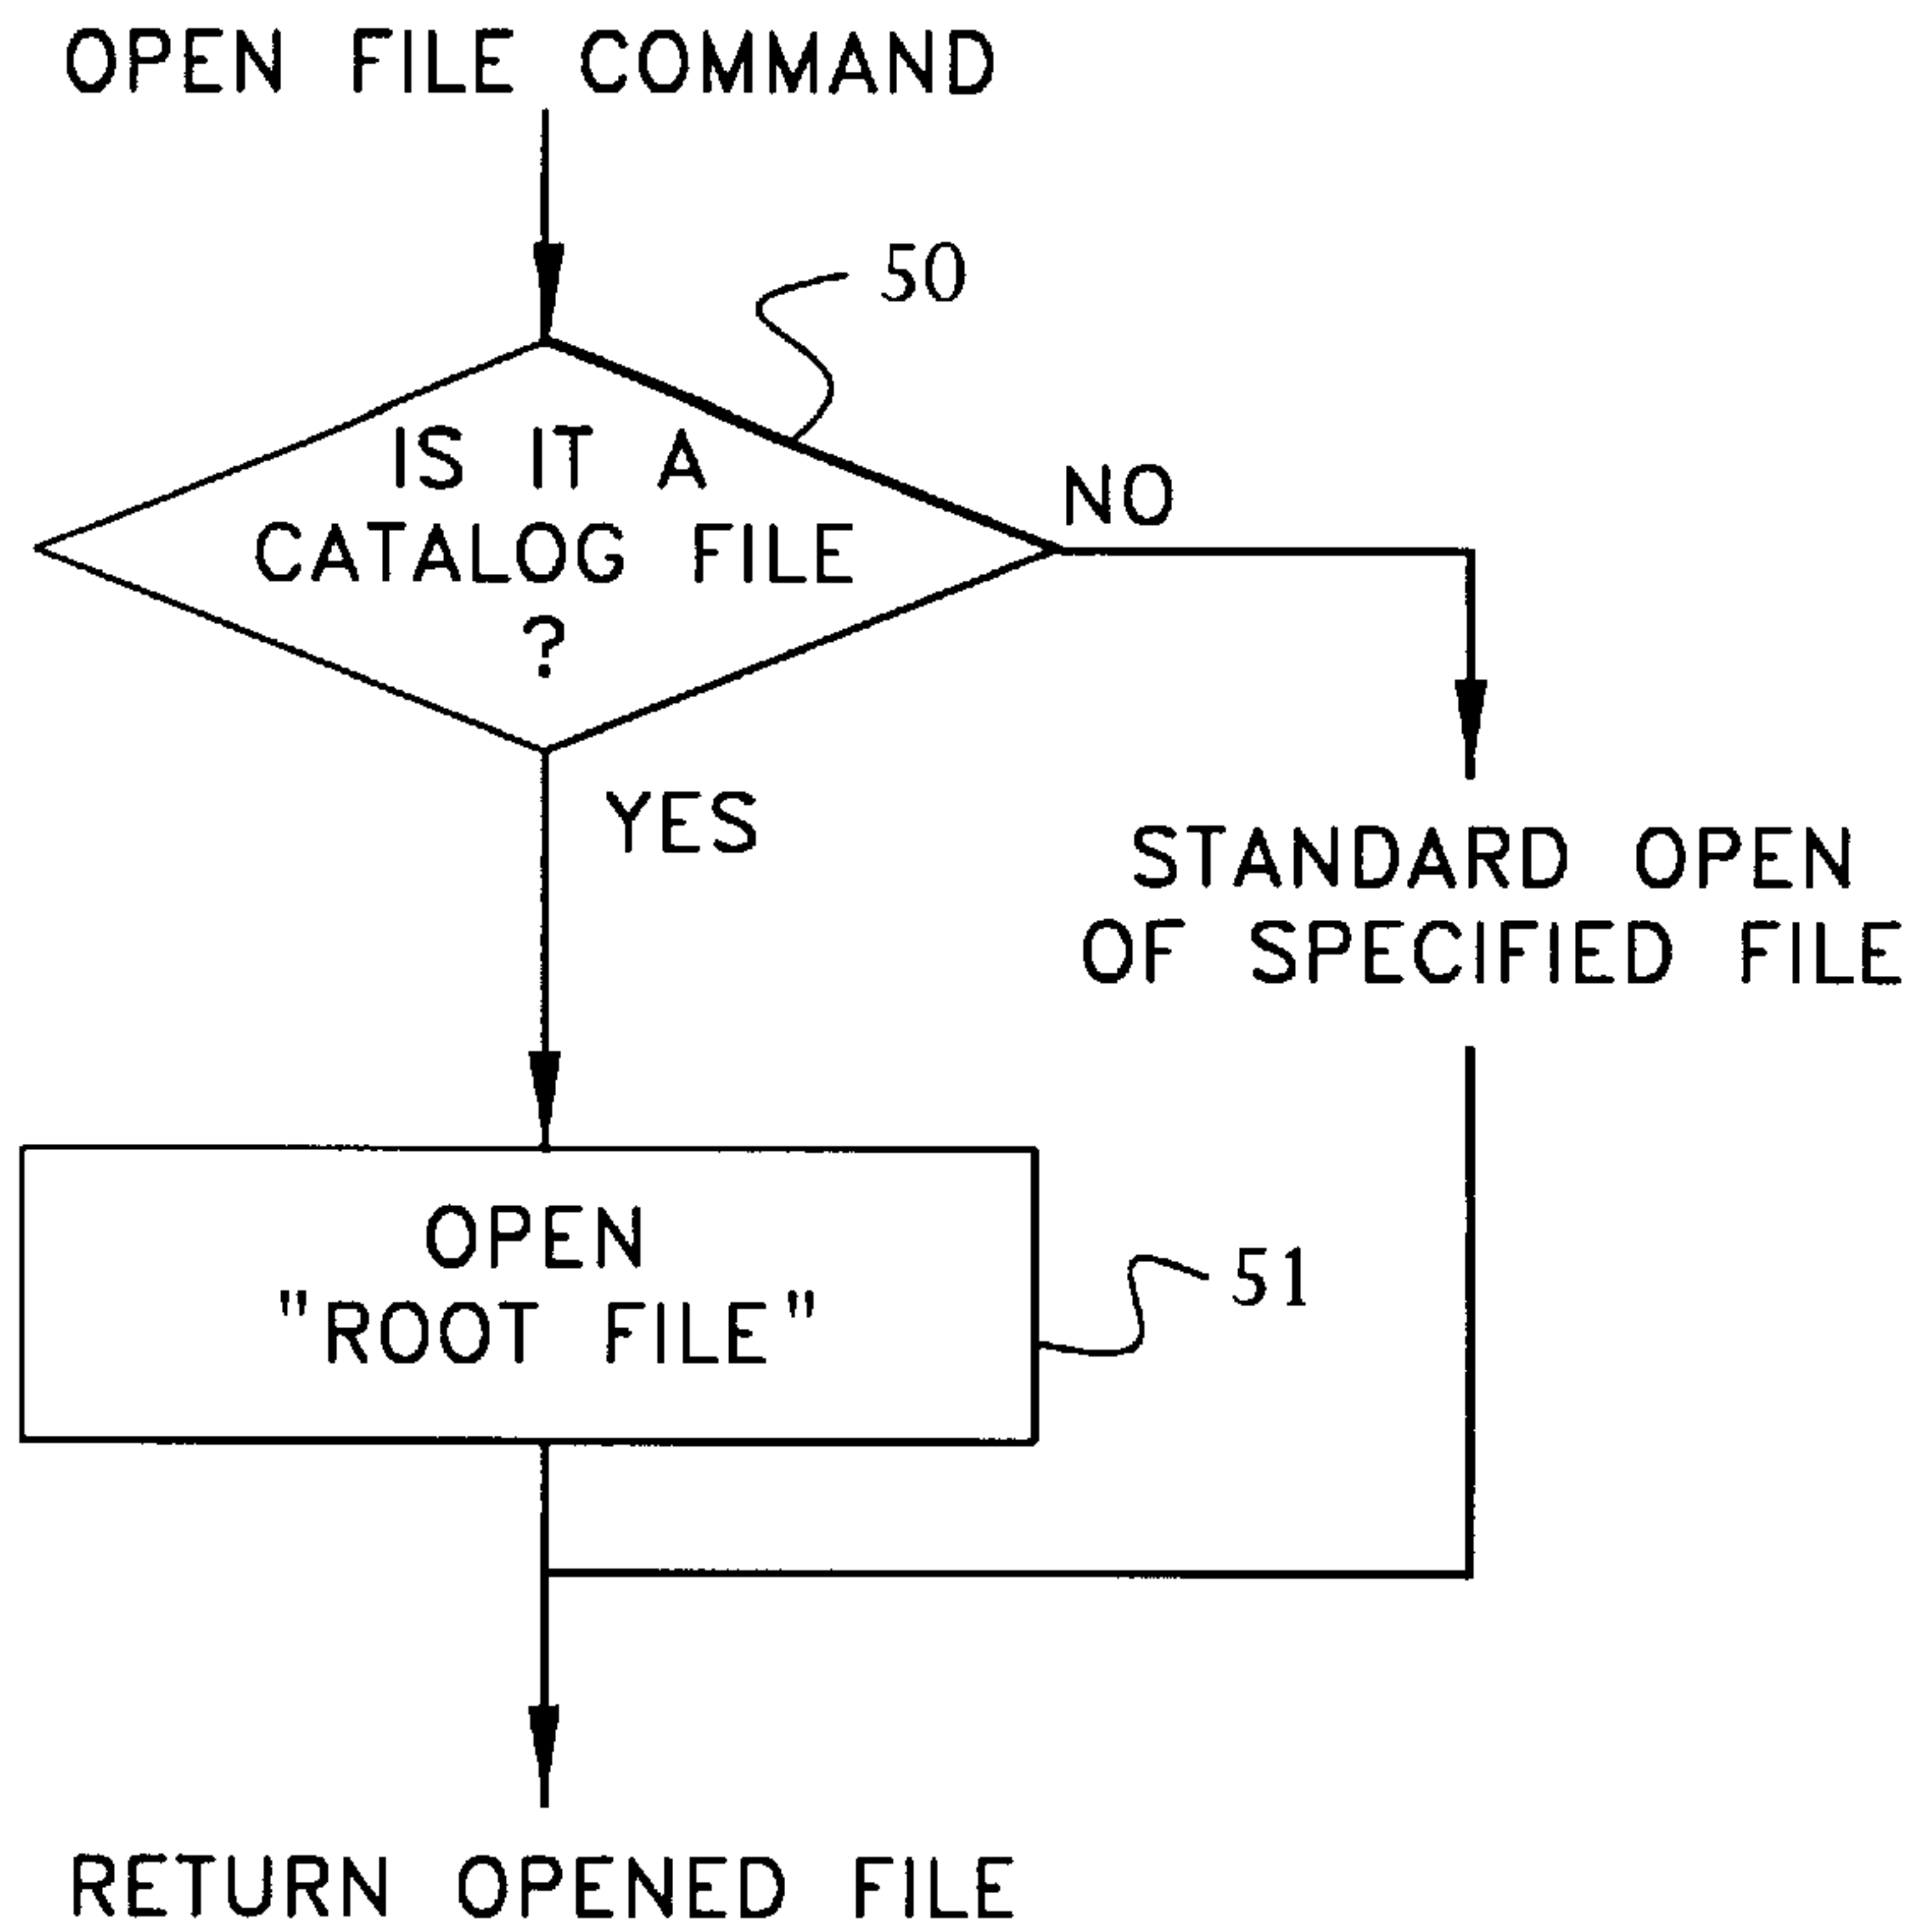 OPEN FILE COMMAND
50
IS IT A
CATALOG FILE
?
NO
YES
STANDARD OPEN
OF SPECIFIED FILE
OPEN
"ROOT FILE"
51
RETURN OPENED FILE